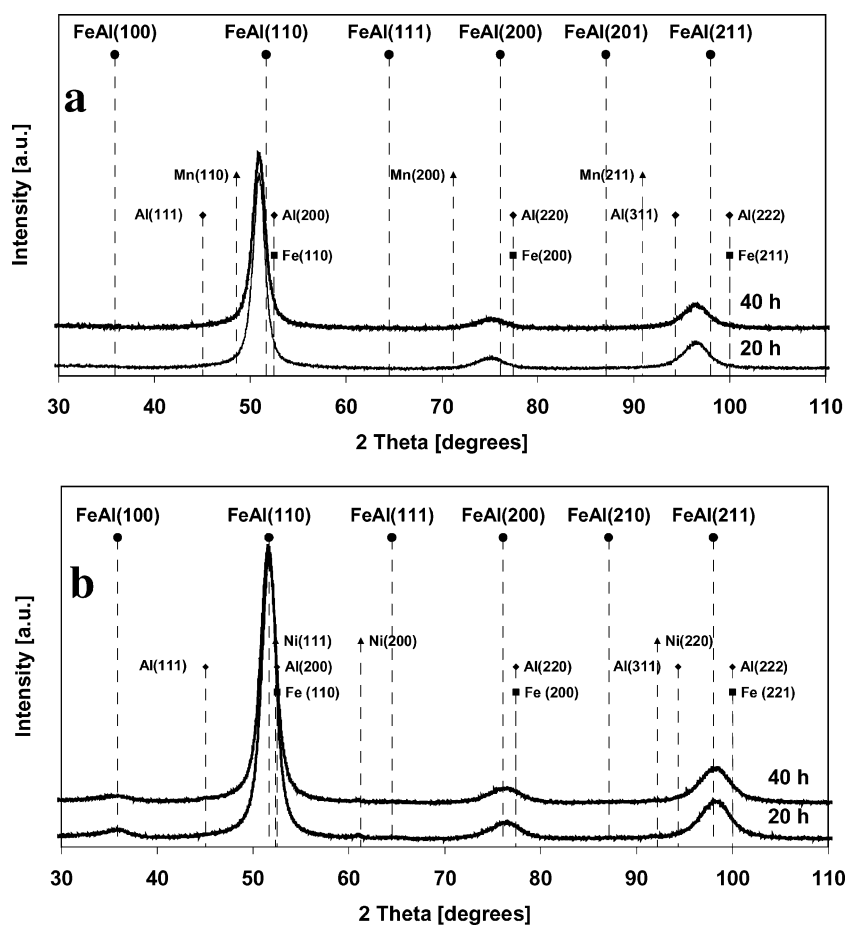 FeAl(100) FeAl(110) FeAl(111) FeAl(200) FeAl(201) FeAl(211)
a
Mn(110) Mn(200) Mn(211)
Al(111) Al(200) Al(220) Al(311) Al(222)
Fe(110) Fe(200) Fe(211)
40 h
20 h
Intensity [a.u.]
30 40 50 60 70 80 90 100 110
2 Theta [degrees]
FeAl(100) FeAl(110) FeAl(111) FeAl(200) FeAl(210) FeAl(211)
b
Ni(111) Ni(200) Ni(220)
Al(111) Al(200) Al(220) Al(311) Al(222)
Fe (110) Fe (200) Fe (221)
40 h
20 h
Intensity [a.u.]
30 40 50 60 70 80 90 100 110
2 Theta [degrees]